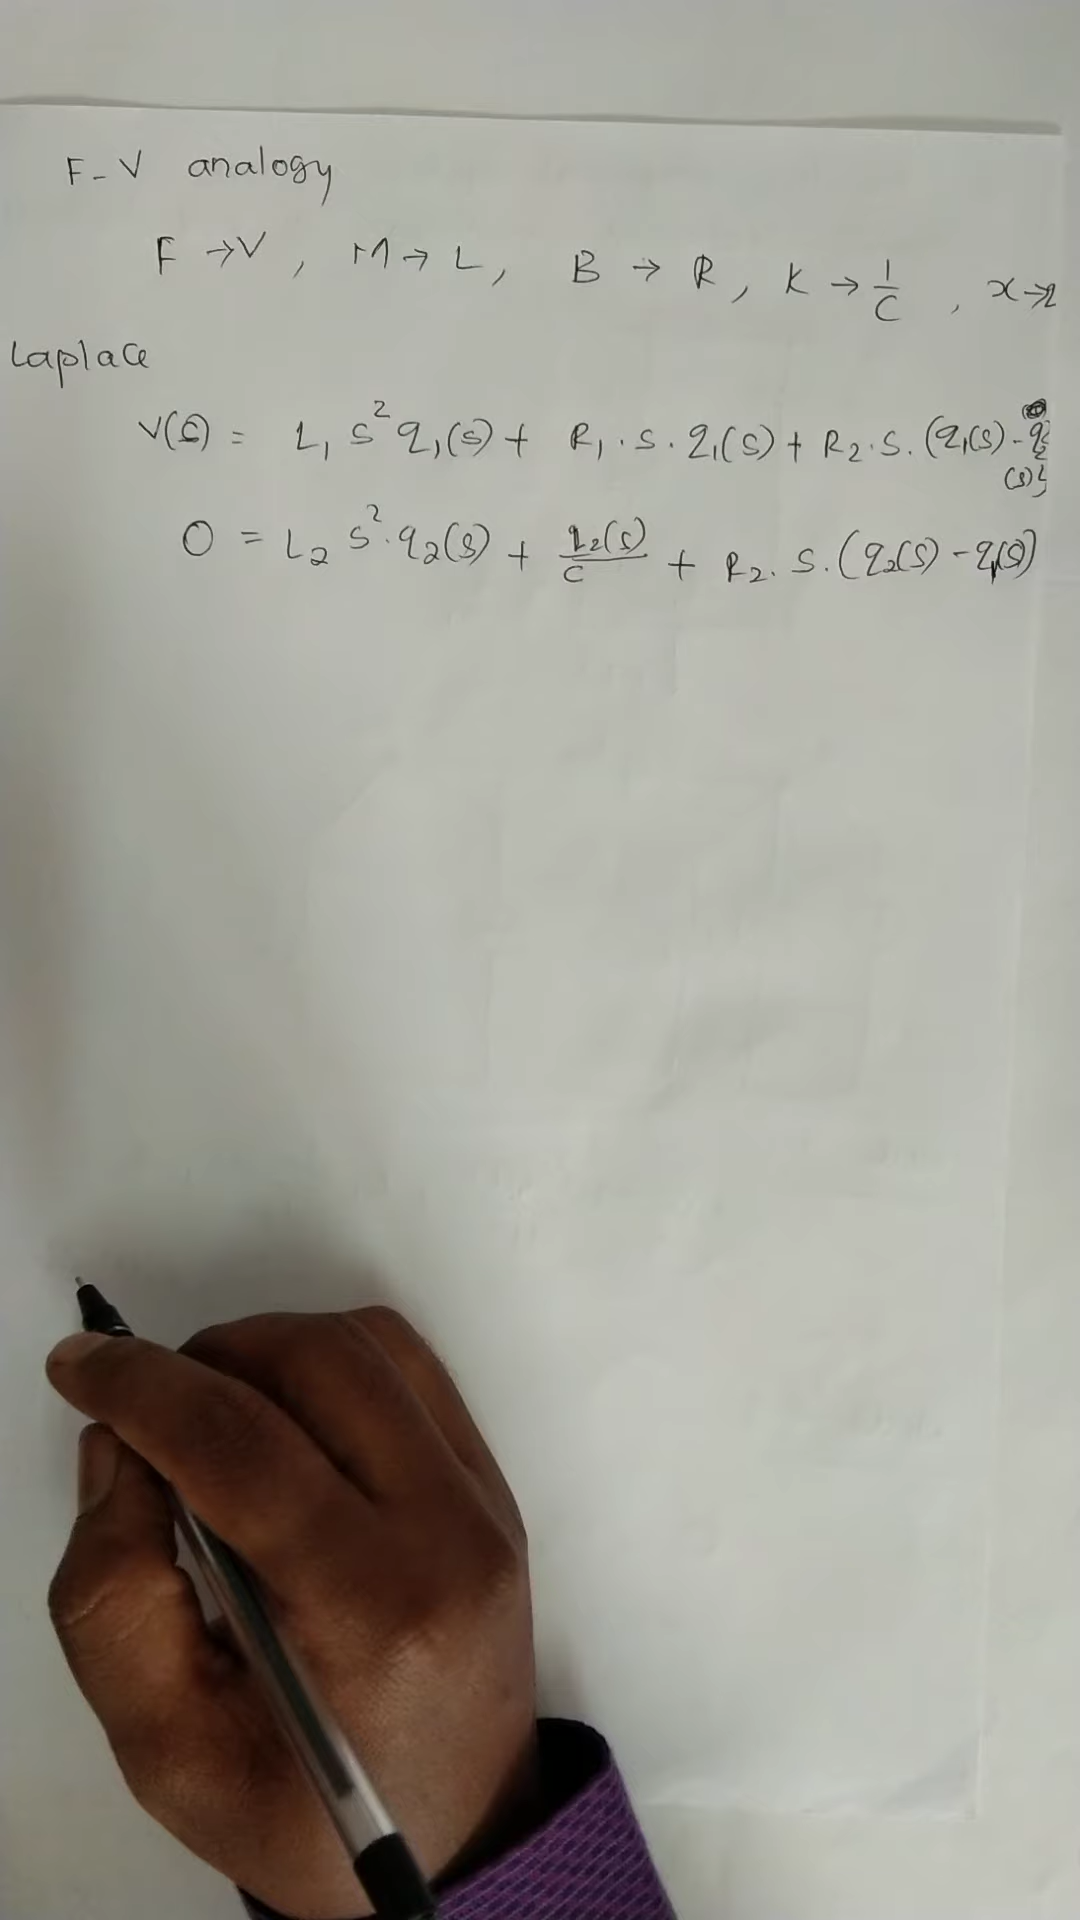 F-V analogy
F → V, M → L, B → R, K → 1/C, x → q
Laplace
V(s) = L₁ s² q₁(s) + R₁ . s . q₁(s) + R₂ . s . (q₁(s) - q₂(s)}
0 = L₂ s² . q₂(s) + q₂(s)/C + R₂ . s . (q₂(s) - q₁(s))